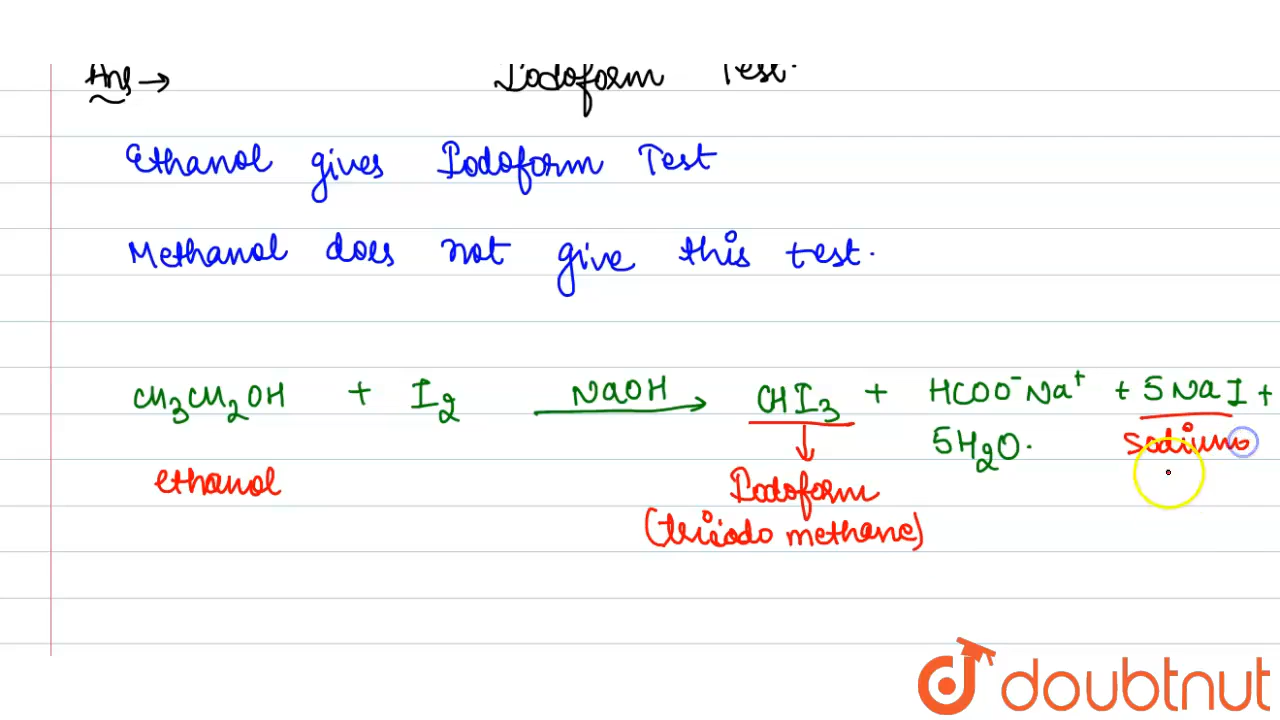 Ans → Iodoform Test.
Ethanol gives Iodoform Test
Methanol does not give this test.
CH3CH2OH + I2 NaOH → CHI3 + HCOO⁻Na⁺ + 5NaI +
5H2O.
sodium
ethanol
↓
Iodoform
(triiodo methane)
doubtnut